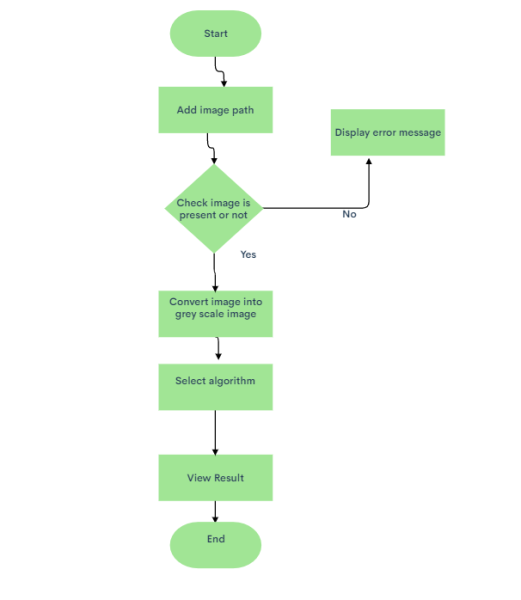 Start
Add image path
Display error message
Check image is
present or not
No
Yes
Convert image into
grey scale image
Select algorithm
View Result
End